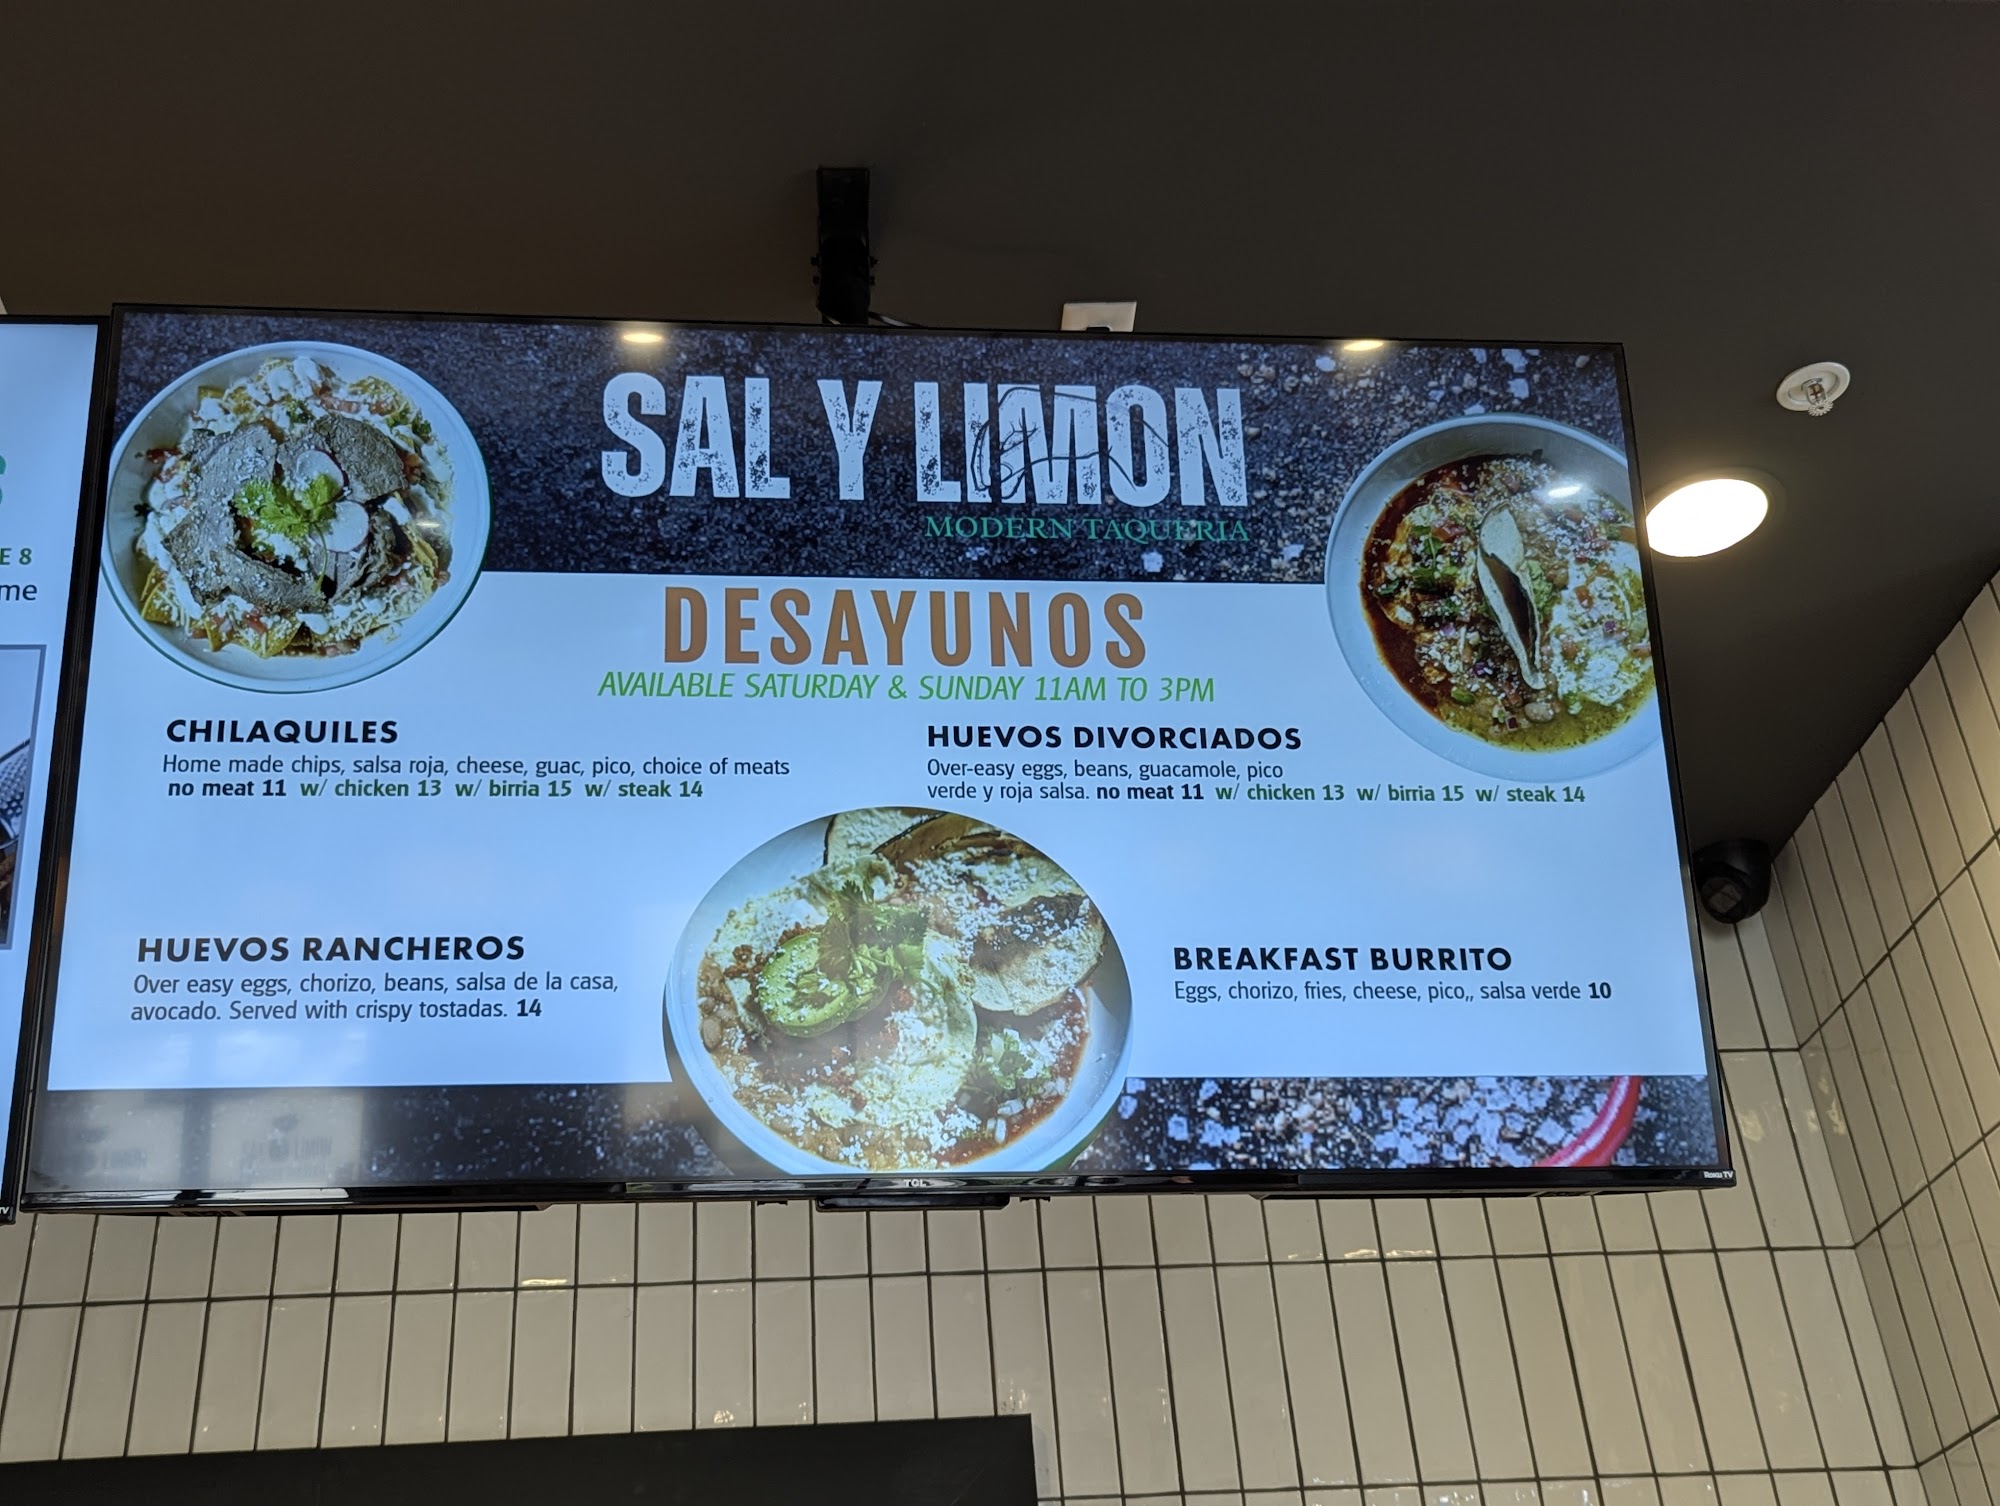 E 8
me
SAL Y LIMON
MODERN TAQUERIA
DESAYUNOS
AVAILABLE SATURDAY & SUNDAY 11AM TO 3PM
CHILAQUILES
Home made chips, salsa roja, cheese, guac, pico, choice of meats
no meat 11 w/ chicken 13 w/ birria 15 w/ steak 14
HUEVOS DIVORCIADOS
Over-easy eggs, beans, guacamole, pico
verde y roja salsa. no meat 11 w/ chicken 13 w/ birria 15 w/ steak 14
HUEVOS RANCHEROS
Over easy eggs, chorizo, beans, salsa de la casa,
avocado. Served with crispy tostadas. 14
BREAKFAST BURRITO
Eggs, chorizo, fries, cheese, pico,, salsa verde 10
TCL
Roku TV
TV